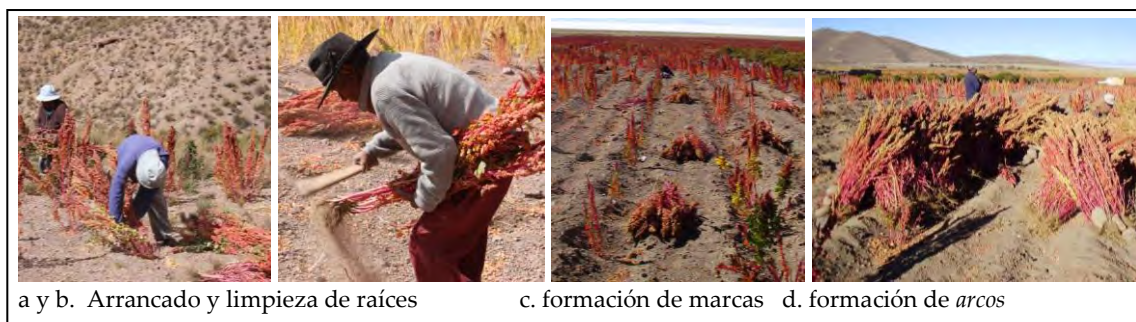 a y b. Arrancado y limpieza de raíces c. formación de marcas d. formación de arcos